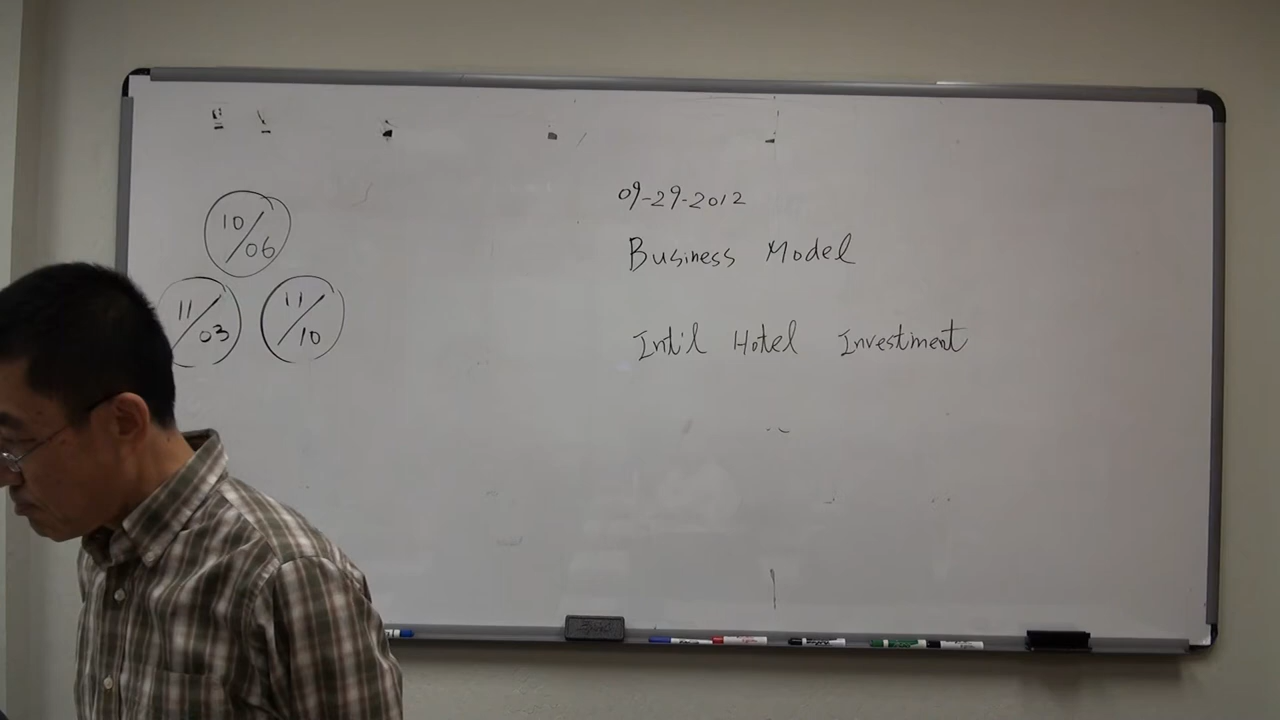 10/06
11/03
11/10
09-29-2012
Business Model
Int'l Hotel Investment